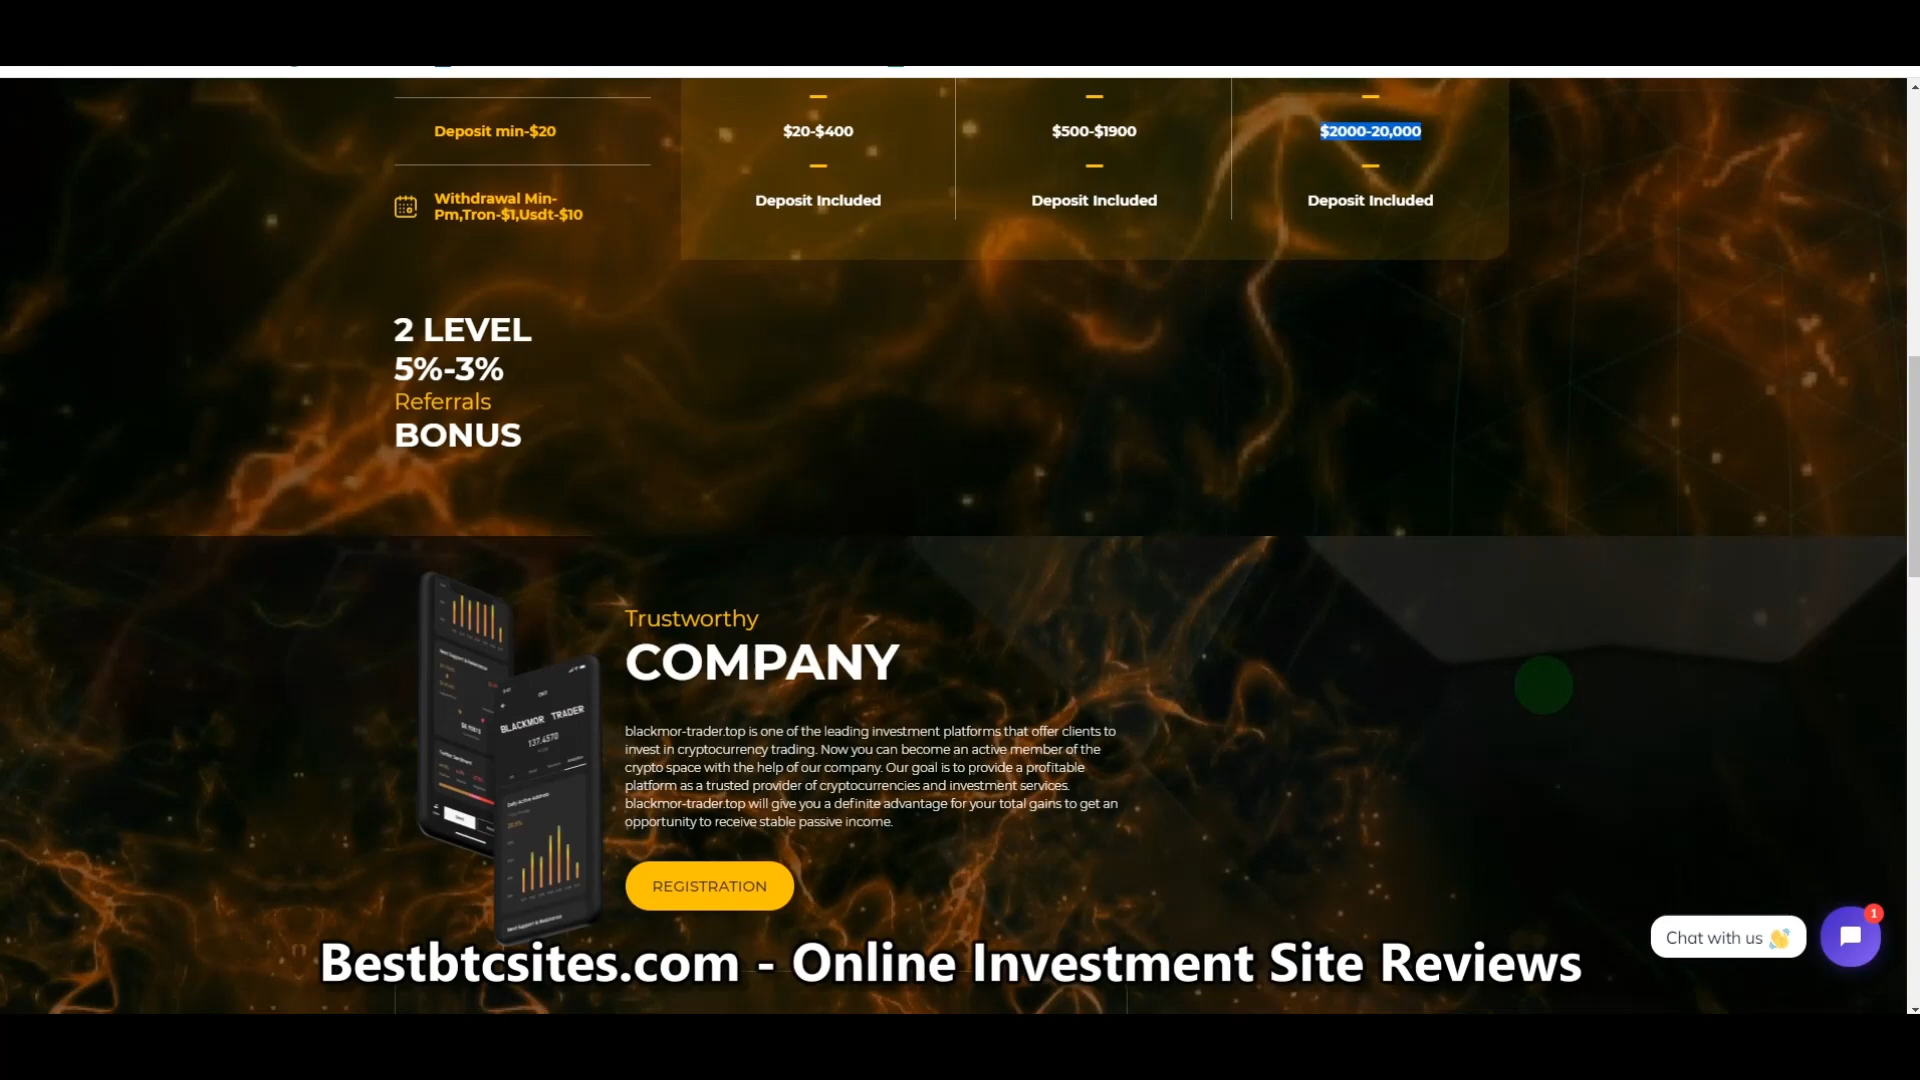 Deposit min-$20
$20-$400
$500-$1900
$2000-20,000
Withdrawal Min-
Pm,Tron-$1,Usdt-$10
Deposit Included
Deposit Included
Deposit Included
2 LEVEL
5%-3%
Referrals
BONUS
Trustworthy
COMPANY
BLACKMOR TRADER
137.4570
blackmor-trader.top is one of the leading investment platforms that offer clients to
invest in cryptocurrency trading. Now you can become an active member of the
crypto space with the help of our company. Our goal is to provide a profitable
platform as a trusted provider of cryptocurrencies and investment services.
blackmor-trader.top will give you a definite advantage for your total gains to get an
opportunity to receive stable passive income.
REGISTRATION
Chat with us 👋
1
Bestbtcsites.com - Online Investment Site Reviews